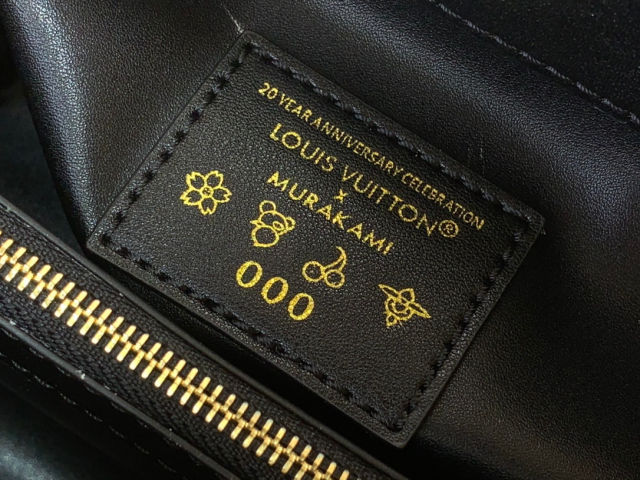 20 YEAR ANNIVERSARY CELEBRATION
LOUIS VUITTON®
x
MURAKAMI
000